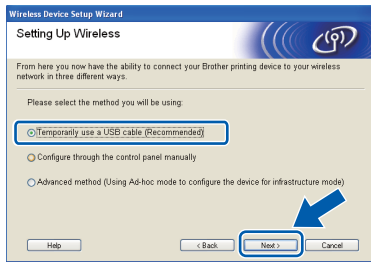 Wireless Device Setup Wizard
Setting Up Wireless
From here you now have the ability to connect your Brother printing device to your wireless
network in three different ways.
Please select the method you will be using:
Temporarily use a USB cable (Recommended)
Configure through the control panel manually
Advanced method (Using Ad-hoc mode to configure the device for infrastructure mode)
Help
< Back
Next >
Cancel